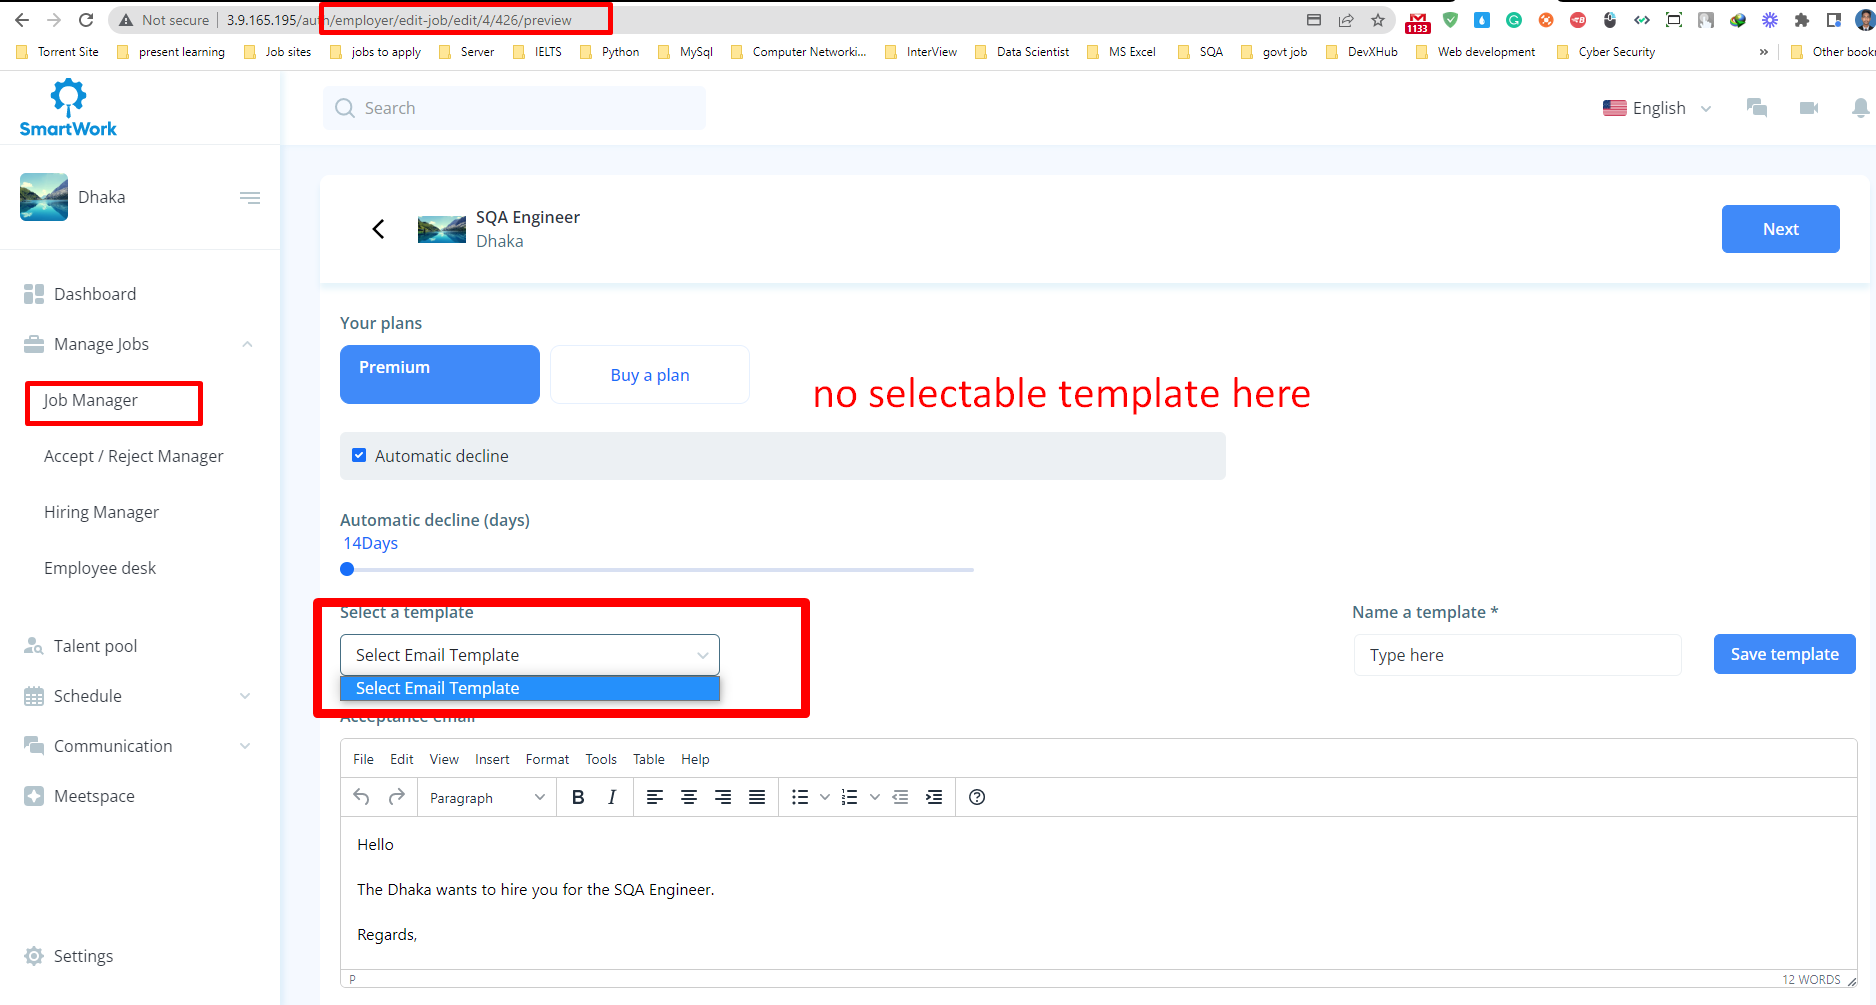 Not secure | 3.9.165.195/auth/employer/edit-job/edit/4/426/preview
1133
Torrent Site present learning Job sites jobs to apply Server IELTS Python MySql Computer Networki... InterView Data Scientist MS Excel SQA govt job DevXHub Web development Cyber Security » Other bookn
SmartWork
Search
English
Dhaka
SQA Engineer
Dhaka
Next
Dashboard
Manage Jobs
Job Manager
Accept / Reject Manager
Hiring Manager
Employee desk
Talent pool
Schedule
Communication
Meetspace
Settings
Your plans
Premium
Buy a plan
no selectable template here
Automatic decline
Automatic decline (days)
14Days
Select a template
Name a template *
Select Email Template
Type here
Save template
Select Email Template
Acceptance email
File Edit View Insert Format Tools Table Help
Paragraph B I
Hello
The Dhaka wants to hire you for the SQA Engineer.
Regards,
P
12 WORDS